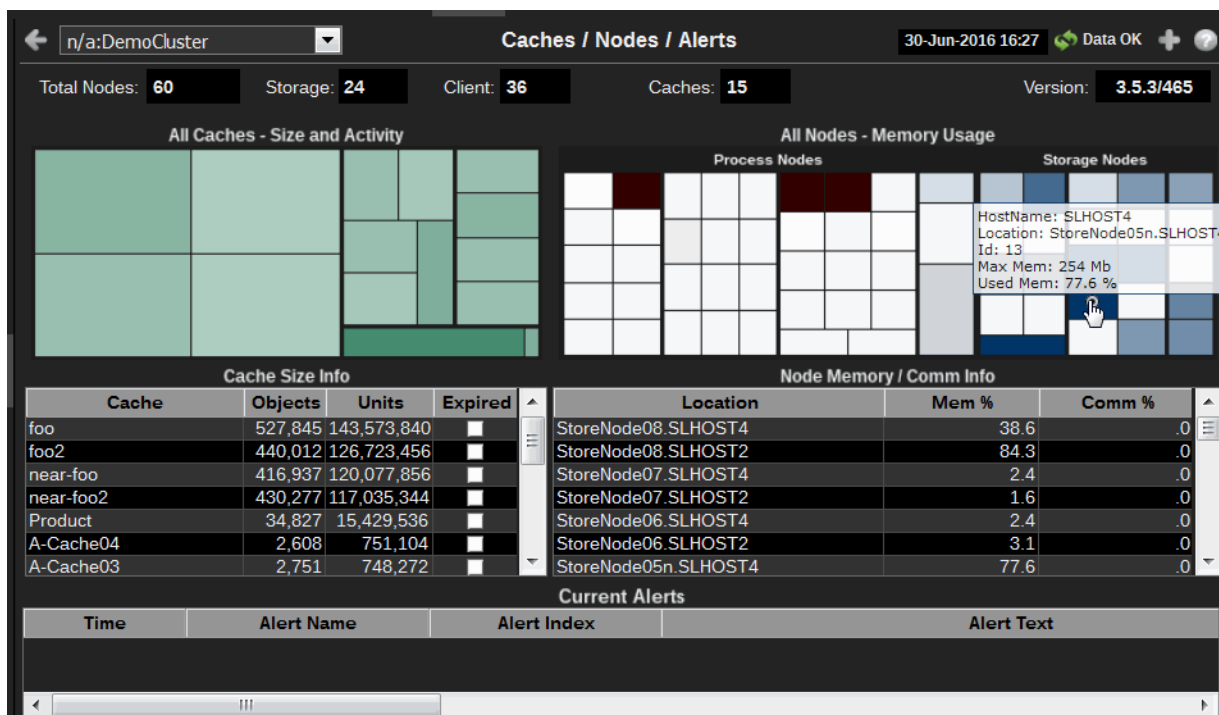 n/a:DemoCluster Caches / Nodes / Alerts 30-Jun-2016 16:27 Data OK
Total Nodes: 60 Storage: 24 Client: 36 Caches: 15 Version: 3.5.3/465
All Caches - Size and Activity All Nodes - Memory Usage
Process Nodes Storage Nodes
HostName: SLHOST4
Location: StoreNode05n.SLHOST4
Id: 13
Max Mem: 254 Mb
Used Mem: 77.6 %
Cache Size Info Node Memory / Comm Info
Cache Objects Units Expired Location Mem % Comm %
foo 527,845 143,573,840 StoreNode08.SLHOST4 38.6 .0
foo2 440,012 126,723,456 StoreNode08.SLHOST2 84.3 .0
near-foo 416,937 120,077,856 StoreNode07.SLHOST4 2.4 .0
near-foo2 430,277 117,035,344 StoreNode07.SLHOST2 1.6 .0
Product 34,827 15,429,536 StoreNode06.SLHOST4 2.4 .0
A-Cache04 2,608 751,104 StoreNode06.SLHOST2 3.1 .0
A-Cache03 2,751 748,272 StoreNode05n.SLHOST4 77.6 .0
Current Alerts
Time Alert Name Alert Index Alert Text